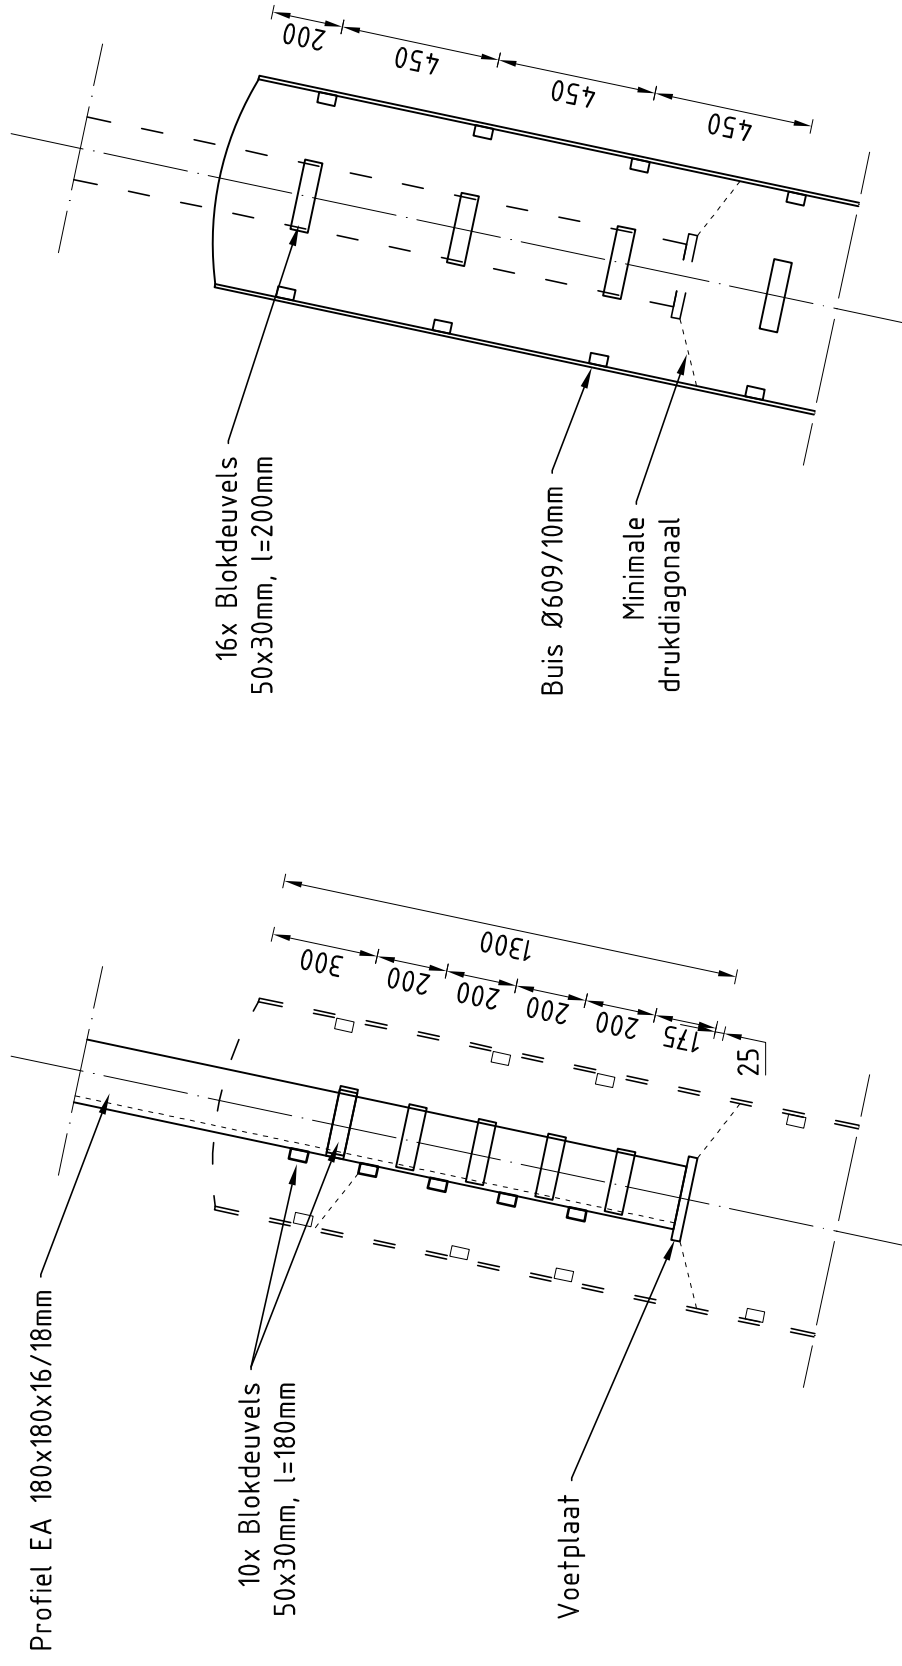 200
450
450
450
16x Blokdeuvels
50x30mm, l=200mm
Buis Ø609/10mm
Minimale
drukdiagonaal
1300
300
200
200
200
200
175
25
Profiel EA 180x180x16/18mm
10x Blokdeuvels
50x30mm, l=180mm
Voetplaat